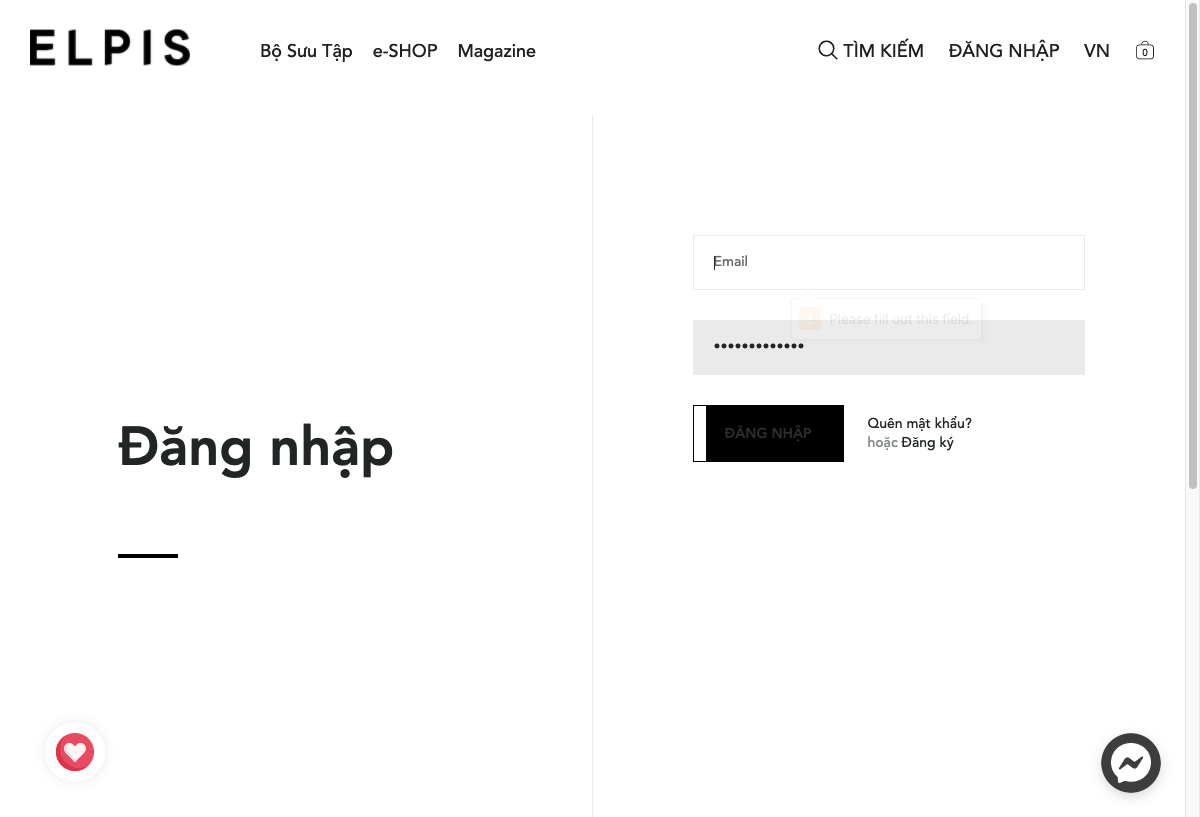 ELPIS
Bộ Sưu Tập e-SHOP Magazine
TÌM KIẾM ĐĂNG NHẬP VN 0
Email
Please fill out this field.
•••••••••••••
Đăng nhập
ĐĂNG NHẬP
Quên mật khẩu?
hoặc Đăng ký